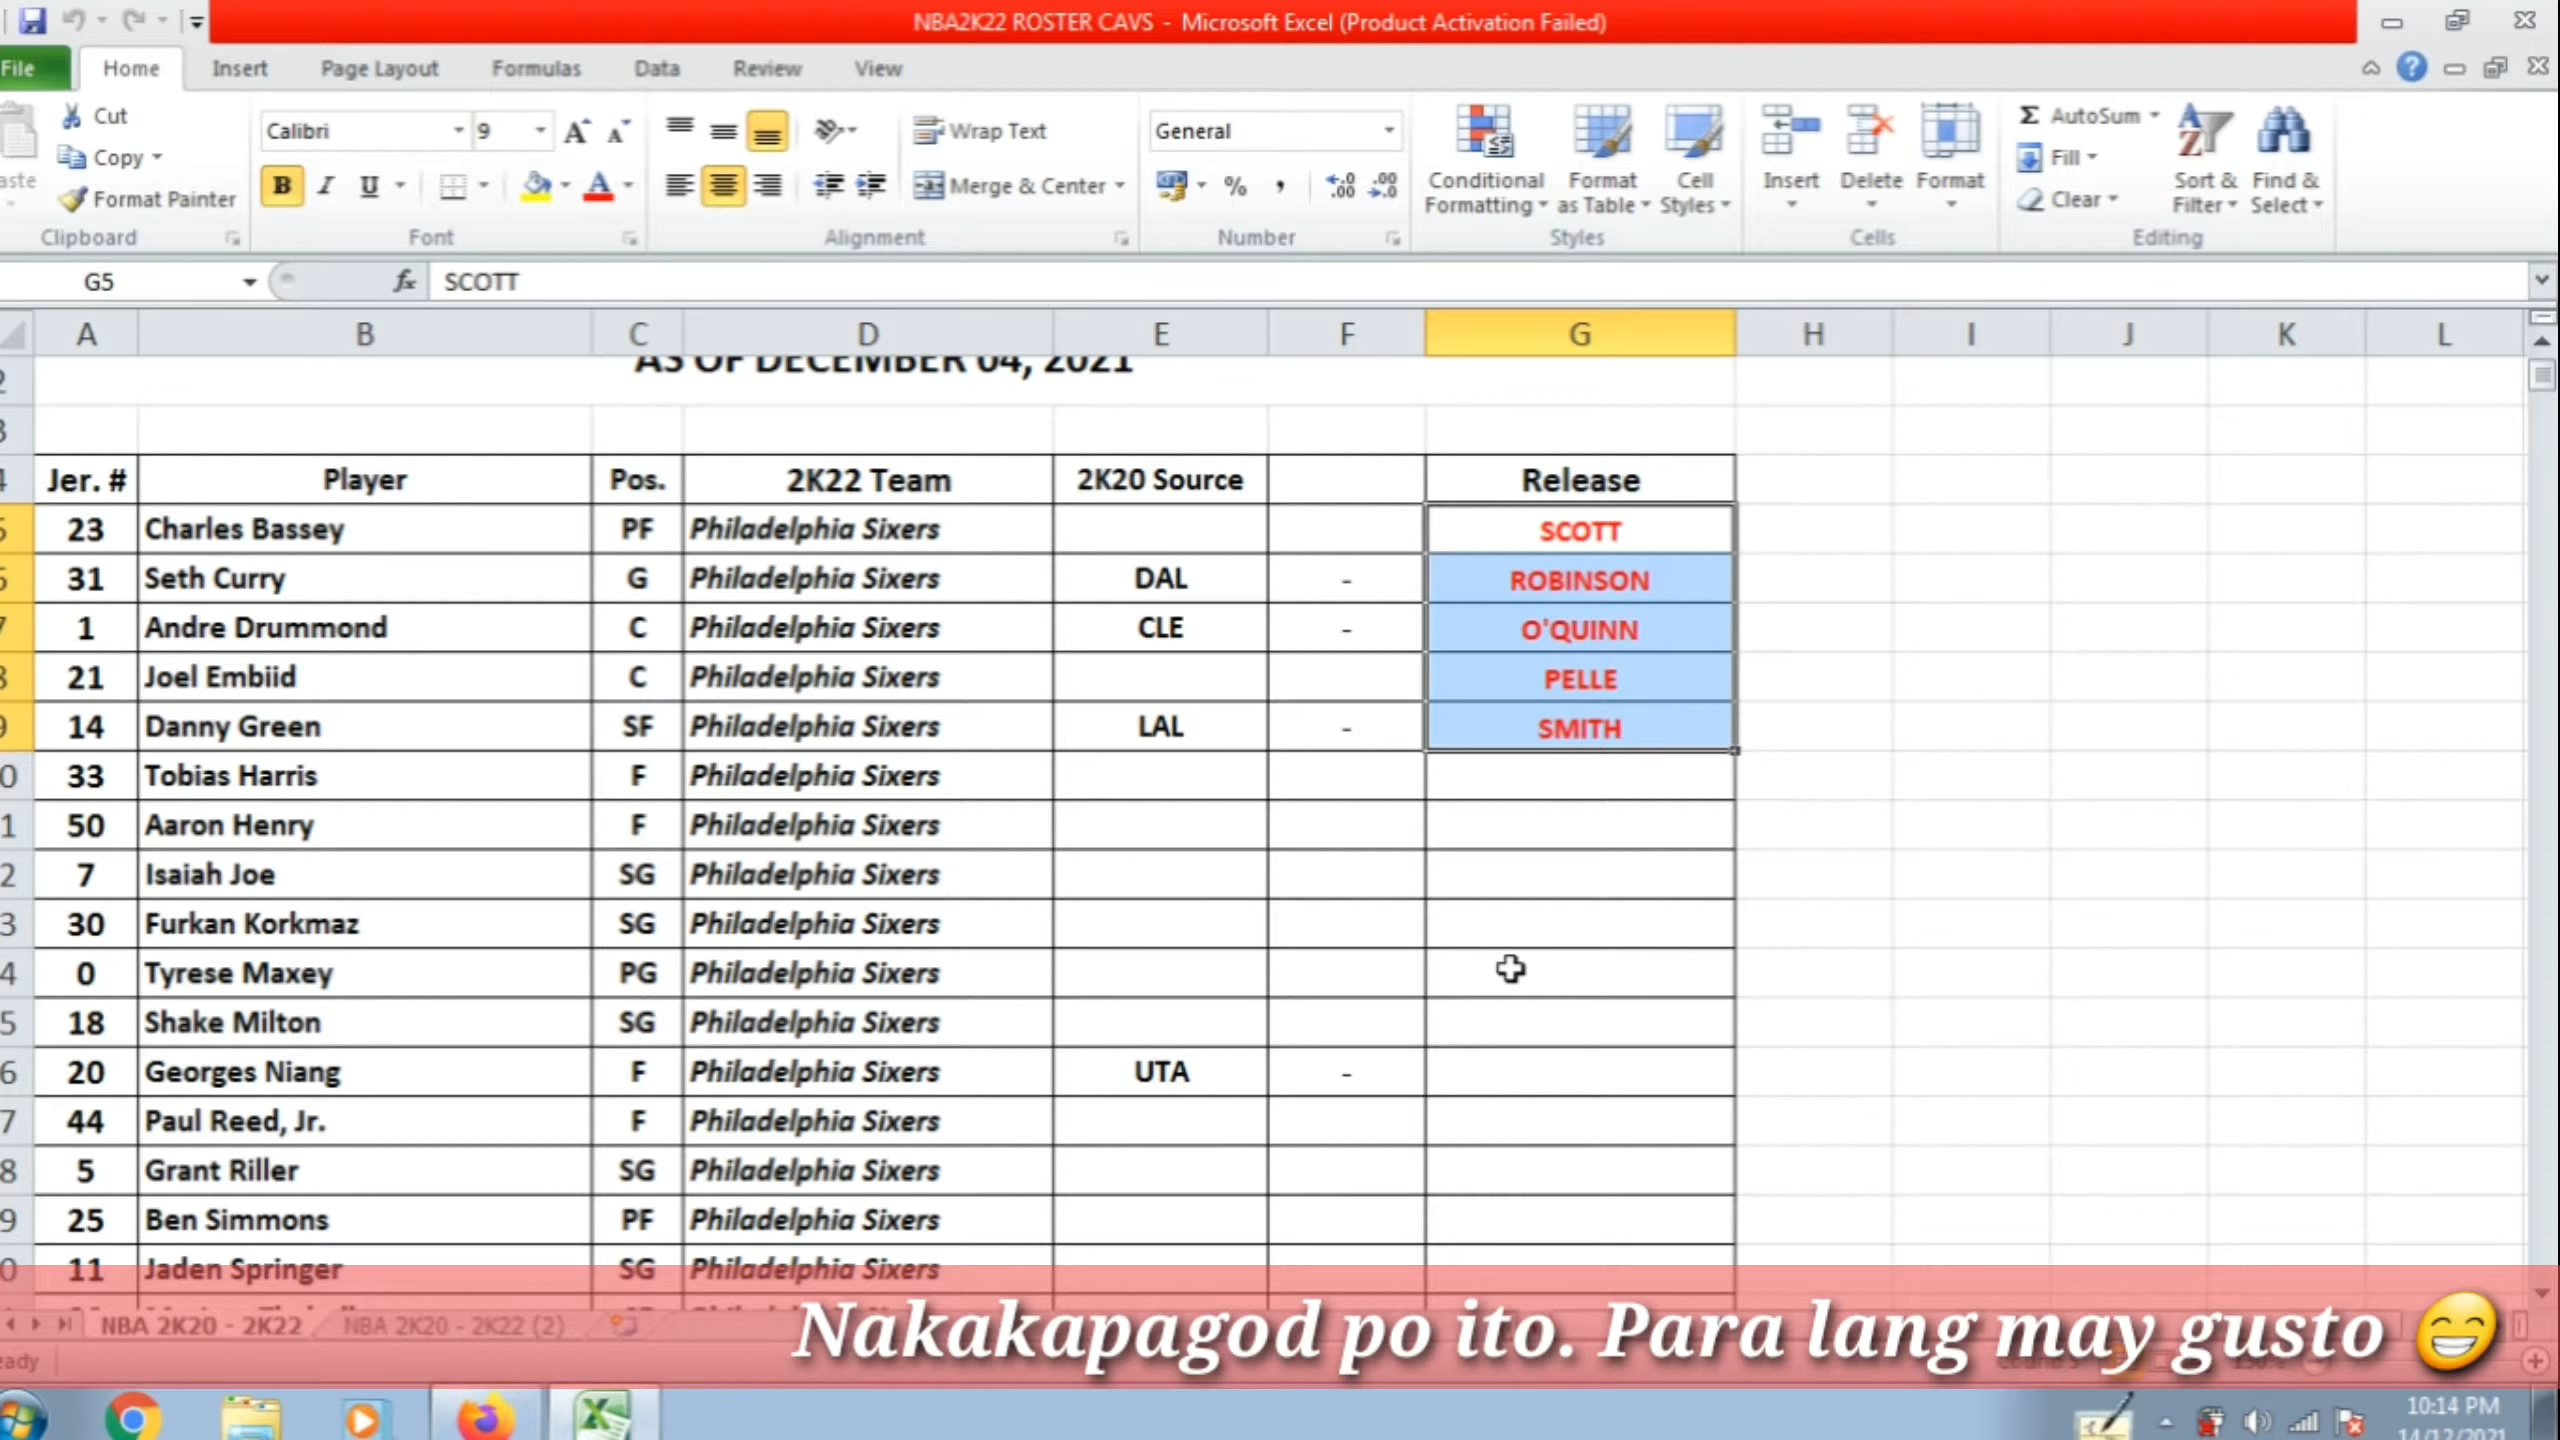 NBA2K22 ROSTER CAVS - Microsoft Excel (Product Activation Failed)
File Home Insert Page Layout Formulas Data Review View
Cut
Copy
Format Painter
Clipboard
Calibri 9
B I U
Font
Wrap Text
Merge & Center
Alignment
General
% ,
Number
Conditional Formatting
Format as Table
Cell Styles
Styles
Insert Delete Format
Cells
AutoSum
Fill
Clear
Sort & Filter
Find & Select
Editing
G5 fx SCOTT
A B C D E F G H I J K L
AS OF DECEMBER 04, 2021
Jer. # Player Pos. 2K22 Team 2K20 Source Release
23 Charles Bassey PF Philadelphia Sixers SCOTT
31 Seth Curry G Philadelphia Sixers DAL - ROBINSON
1 Andre Drummond C Philadelphia Sixers CLE - O'QUINN
21 Joel Embiid C Philadelphia Sixers PELLE
14 Danny Green SF Philadelphia Sixers LAL - SMITH
33 Tobias Harris F Philadelphia Sixers
50 Aaron Henry F Philadelphia Sixers
7 Isaiah Joe SG Philadelphia Sixers
30 Furkan Korkmaz SG Philadelphia Sixers
0 Tyrese Maxey PG Philadelphia Sixers
18 Shake Milton SG Philadelphia Sixers
20 Georges Niang F Philadelphia Sixers UTA -
44 Paul Reed, Jr. F Philadelphia Sixers
5 Grant Riller SG Philadelphia Sixers
25 Ben Simmons PF Philadelphia Sixers
11 Jaden Springer SG Philadelphia Sixers
NBA 2K20 - 2K22 NBA 2K20 - 2K22 (2)
Nakakapagod po ito. Para lang may gusto
10:14 PM
14/12/2021